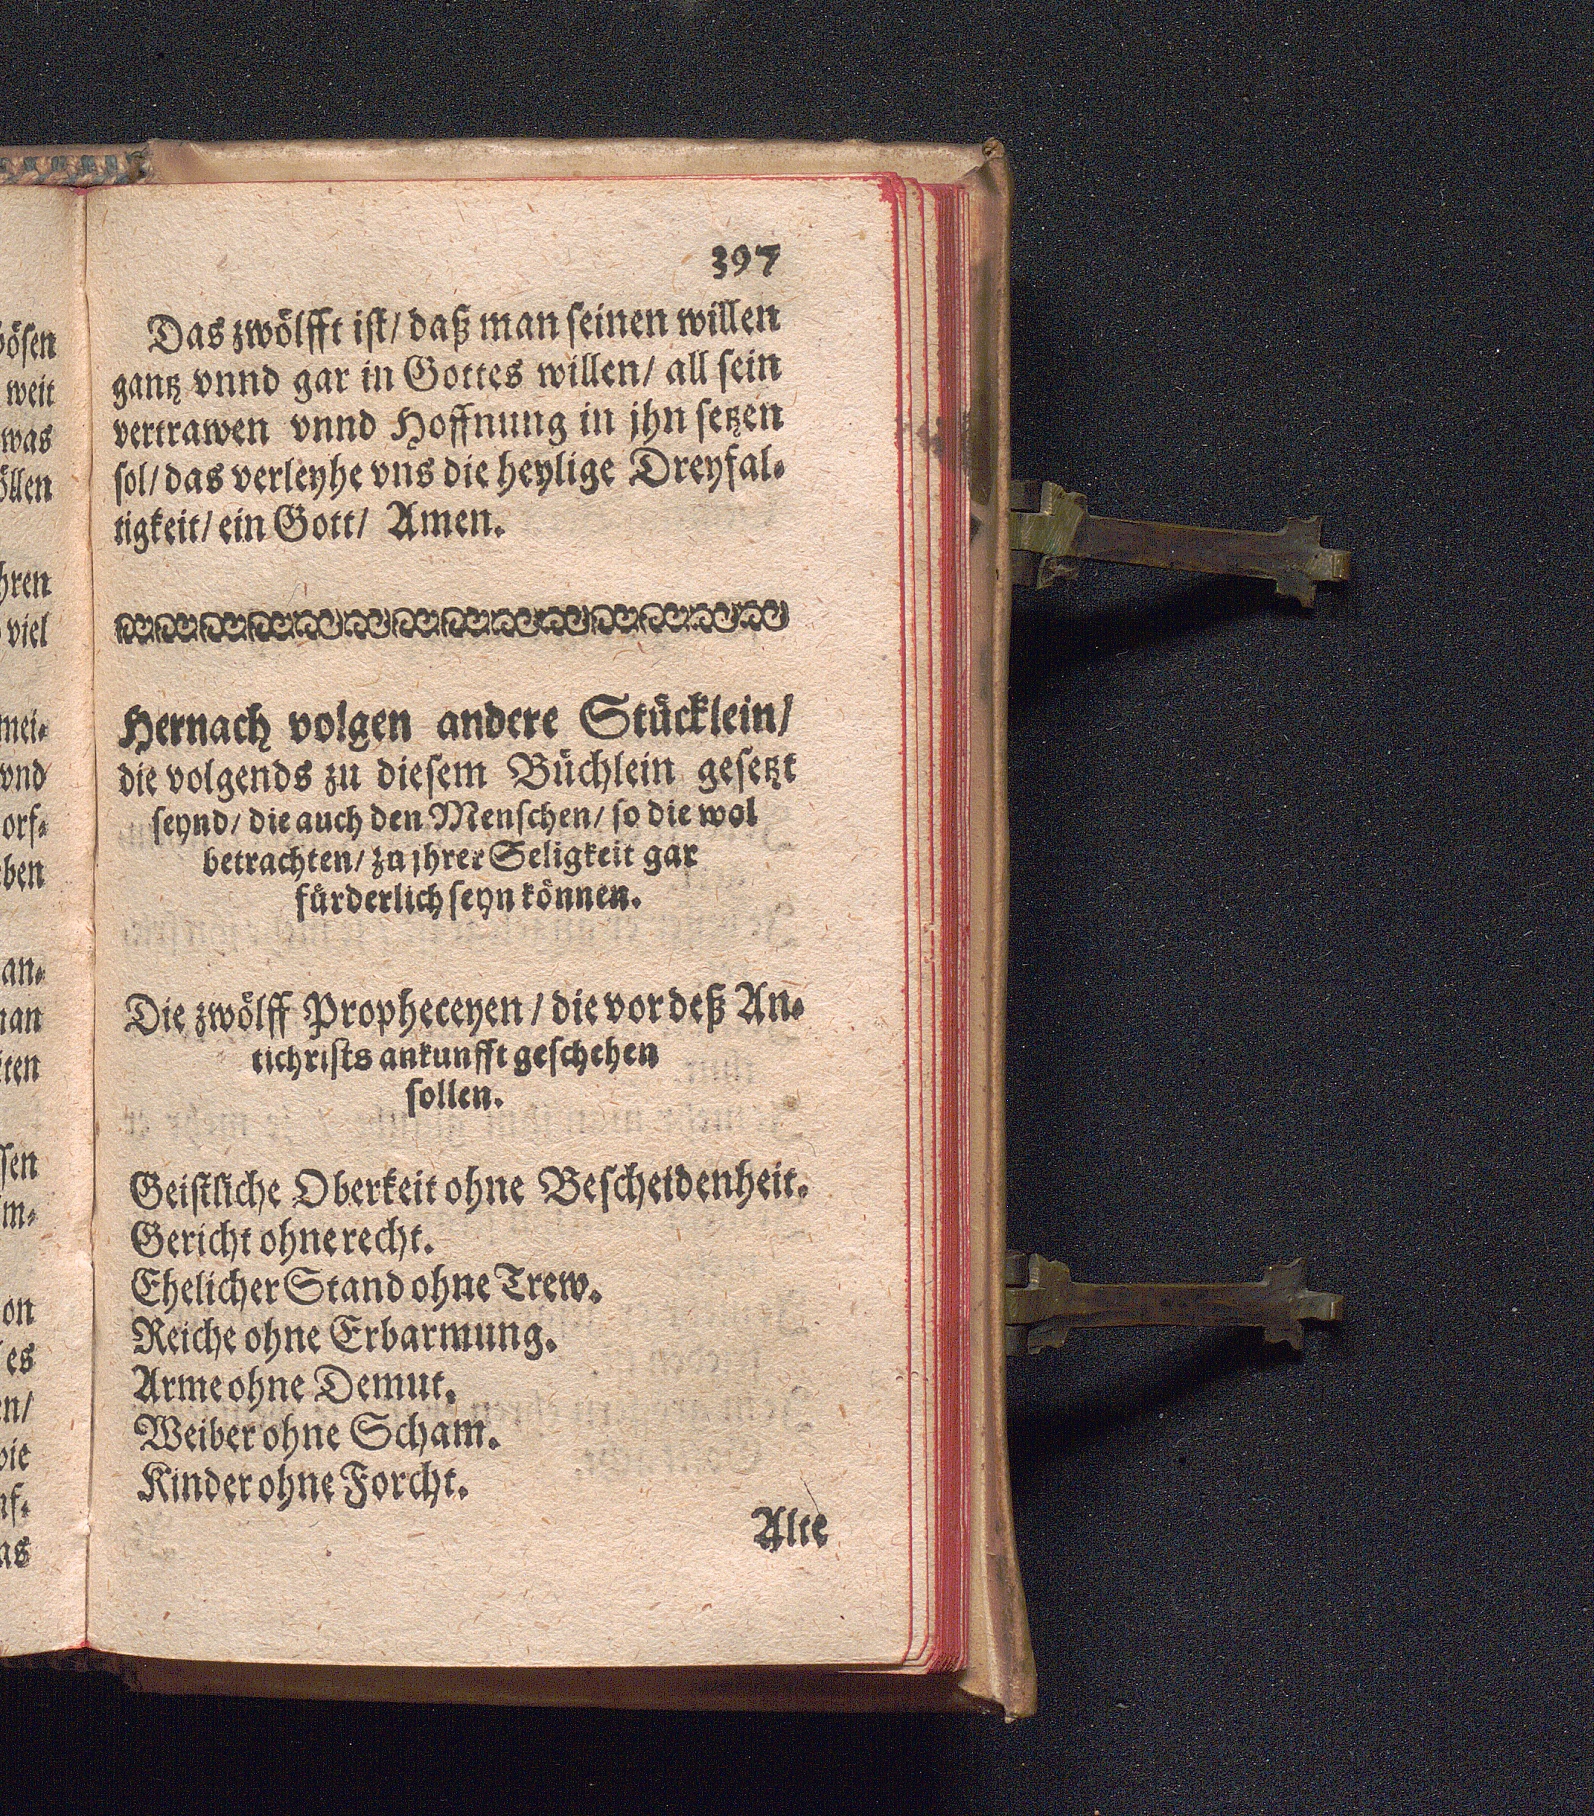 397
Das zwölfft ist/ daß man seinen willen
gantz vnnd gar in Gottes willen/ all sein
vertrawen vnnd Hoffnung in jhn setzen
sol/ das verleyhe vns die heylige Dreyfal-
tigkeit/ ein Gott/ Amen.
Hernach volgen andere Stücklein/
die volgends zu diesem Büchlein gesetzt
seynd/ die auch den Menschen/ so die wol
betrachten/ zu jhrer Seligkeit gar
fürderlich seyn können.
Die zwölff Propheceyen/ die vor deß An-
tichrists ankunfft geschehen
sollen.
Geistliche Oberkeit ohne Bescheidenheit.
Gericht ohne recht.
Ehelicher Stand ohne Trew.
Reiche ohne Erbarmung.
Arme ohne Demut.
Weiber ohne Scham.
Kinder ohne Forcht.
Alte